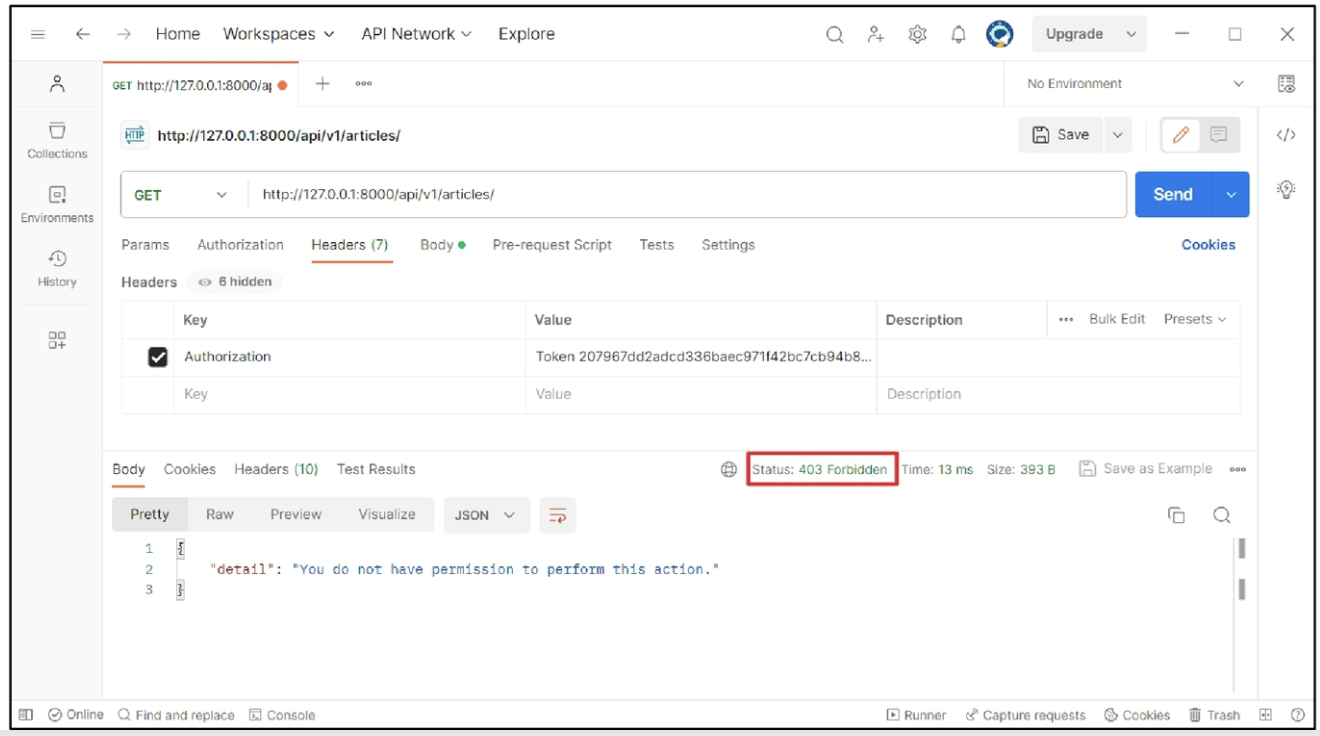 Home Workspaces API Network Explore Upgrade
GET http://127.0.0.1:8000/ap No Environment
HTTP http://127.0.0.1:8000/api/v1/articles/ Save
Collections
GET http://127.0.0.1:8000/api/v1/articles/ Send
Environments
Params Authorization Headers (7) Body Pre-request Script Tests Settings Cookies
History
Headers 6 hidden
Key Value Description Bulk Edit Presets
Authorization Token 207967dd2adcd336baec971f42bc7cb94b8...
Key Value Description
Body Cookies Headers (10) Test Results Status: 403 Forbidden Time: 13 ms Size: 393 B Save as Example
Pretty Raw Preview Visualize JSON
1 {
2 "detail": "You do not have permission to perform this action."
3 }
Online Find and replace Console Runner Capture requests Cookies Trash